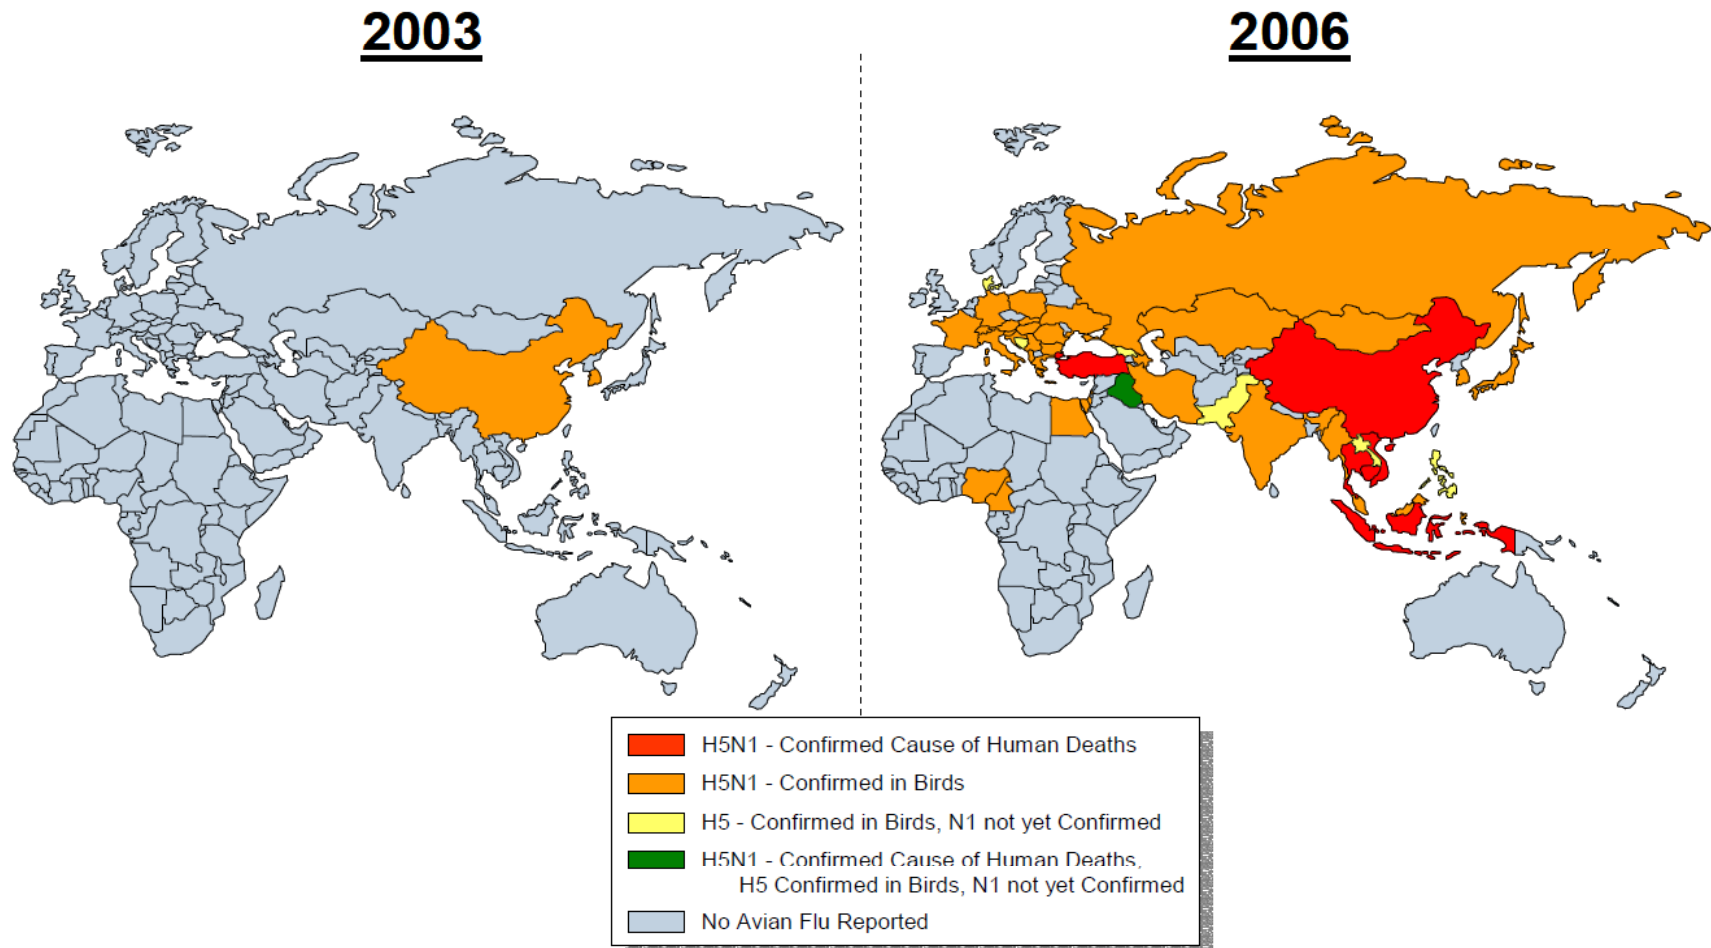 2003
2006
H5N1 - Confirmed Cause of Human Deaths
H5N1 - Confirmed in Birds
H5 - Confirmed in Birds, N1 not yet Confirmed
H5N1 - Confirmed Cause of Human Deaths,
H5 Confirmed in Birds, N1 not yet Confirmed
No Avian Flu Reported